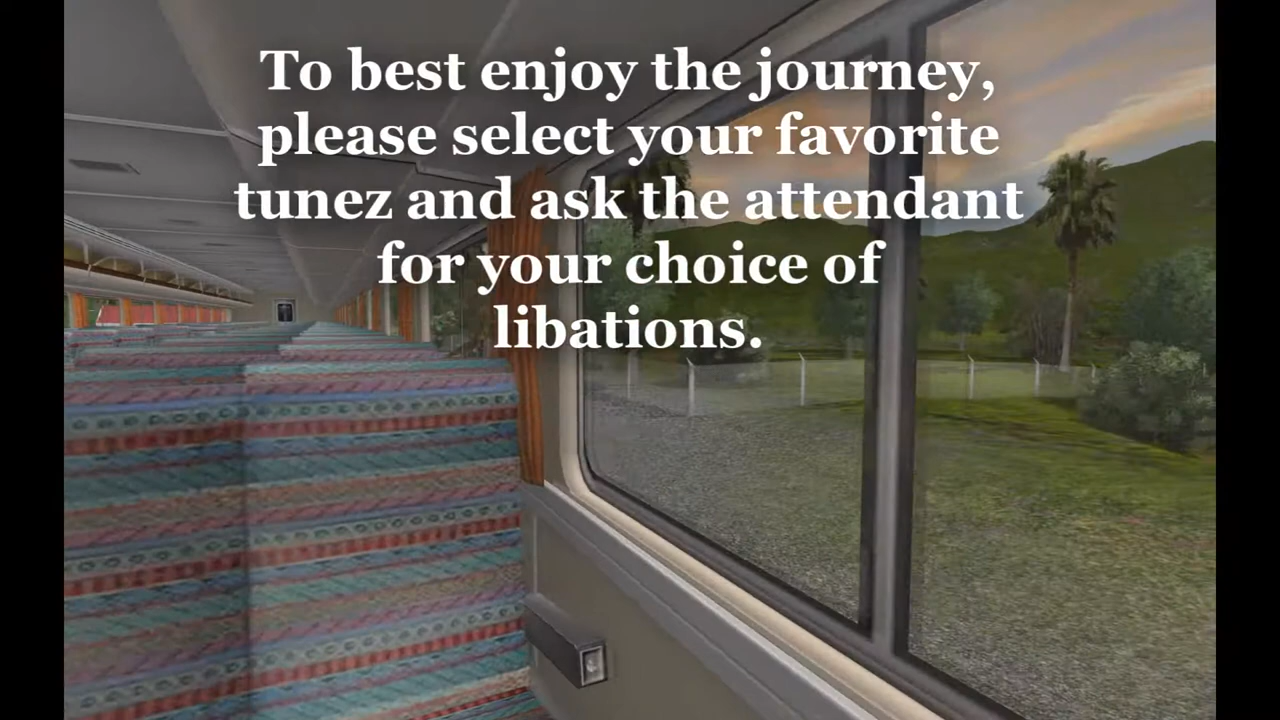 To best enjoy the journey,
please select your favorite
tunez and ask the attendant
for your choice of
libations.